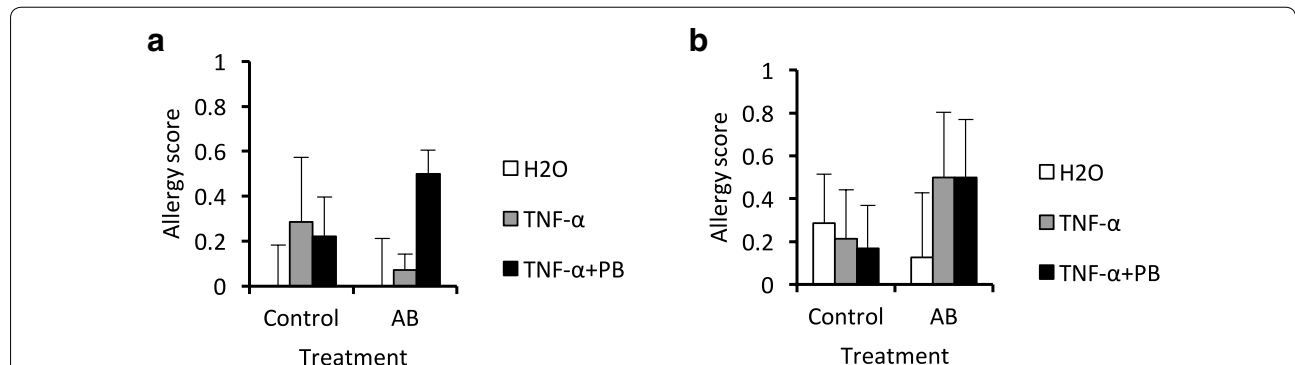 a
1
0.8
0.6
0.4
0.2
0
Allergy score
Control AB
Treatment
H2O
TNF-α
TNF-α+PB
b
1
0.8
0.6
0.4
0.2
0
Allergy score
Control AB
Treatment
H2O
TNF-α
TNF-α+PB